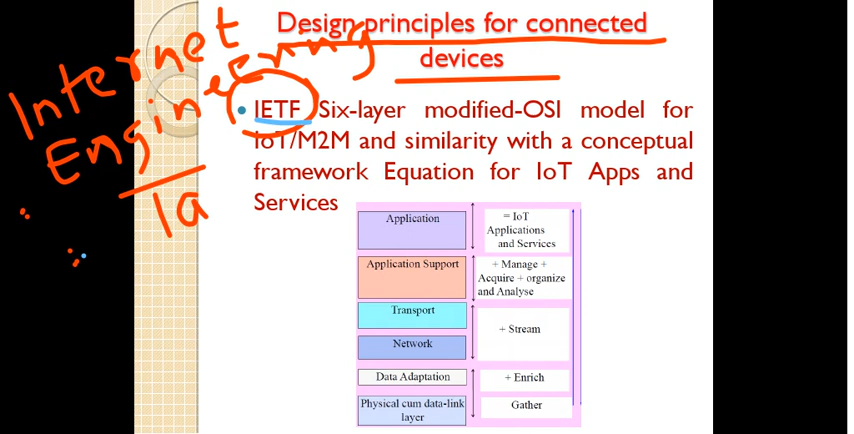 Design principles for connected
devices
Internet
Engineering
Ta
• IETF Six-layer modified-OSI model for
IoT/M2M and similarity with a conceptual
framework Equation for IoT Apps and
Services
Application
= IoT
Applications
and Services
Application Support
+ Manage +
Acquire + organize
and Analyse
Transport
+ Stream
Network
Data Adaptation
+ Enrich
Physical cum data-link
layer
Gather